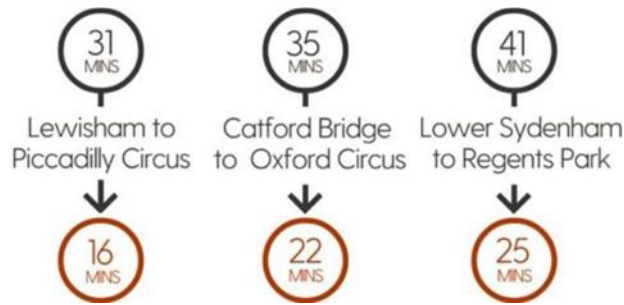 31
MINS
Lewisham to
Piccadilly Circus
16
MINS
35
MINS
Catford Bridge
to Oxford Circus
22
MINS
41
MINS
Lower Sydenham
to Regents Park
25
MINS